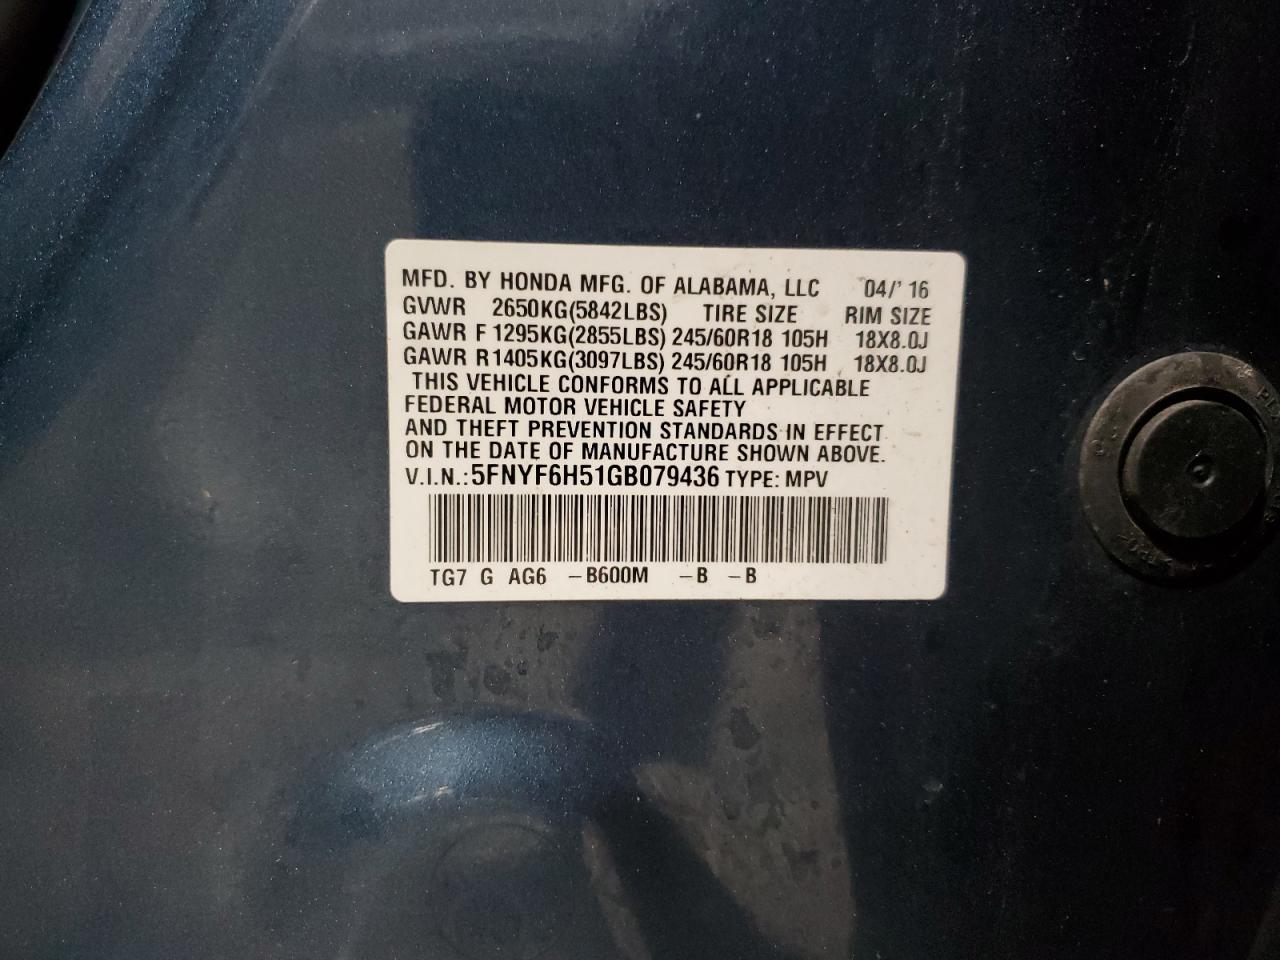 MFD. BY HONDA MFG. OF ALABAMA, LLC 04/'16
GVWR 2650KG(5842LBS) TIRE SIZE RIM SIZE
GAWR F 1295KG(2855LBS) 245/60R18 105H 18X8.0J
GAWR R1405KG(3097LBS) 245/60R18 105H 18X8.0J
THIS VEHICLE CONFORMS TO ALL APPLICABLE
FEDERAL MOTOR VEHICLE SAFETY
AND THEFT PREVENTION STANDARDS IN EFFECT
ON THE DATE OF MANUFACTURE SHOWN ABOVE.
V.I.N.:5FNYF6H51GB079436 TYPE: MPV
TG7 G AG6 -B600M -B -B